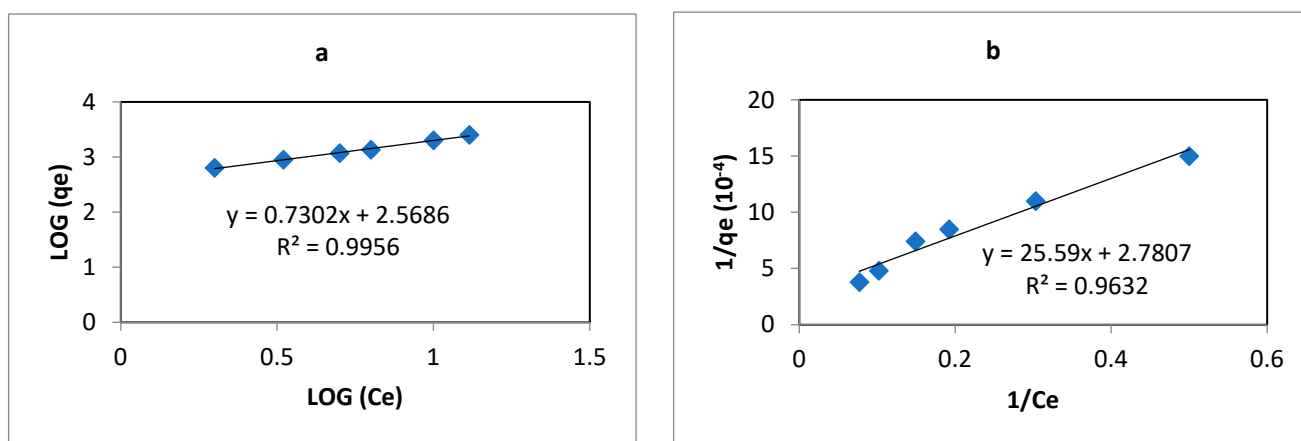 a
4
3
2
1
0
0
0.5
1
1.5
LOG (qe)
LOG (Ce)
y = 0.7302x + 2.5686
R² = 0.9956
b
20
15
10
5
0
0
0.2
0.4
0.6
1/qe (10⁻⁴)
1/Ce
y = 25.59x + 2.7807
R² = 0.9632